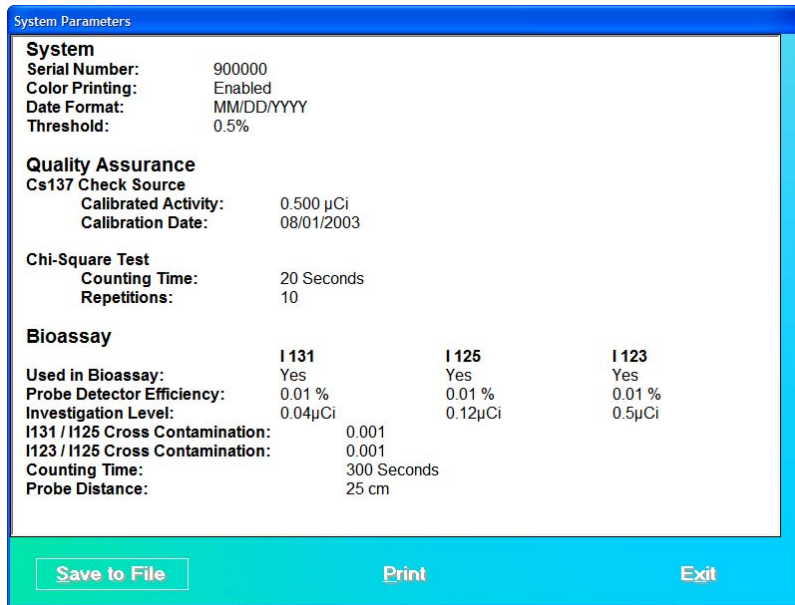 System Parameters
System
Serial Number: 900000
Color Printing: Enabled
Date Format: MM/DD/YYYY
Threshold: 0.5%
Quality Assurance
Cs137 Check Source
Calibrated Activity: 0.500 µCi
Calibration Date: 08/01/2003
Chi-Square Test
Counting Time: 20 Seconds
Repetitions: 10
Bioassay
I 131 I 125 I 123
Used in Bioassay: Yes Yes Yes
Probe Detector Efficiency: 0.01 % 0.01 % 0.01 %
Investigation Level: 0.04µCi 0.12µCi 0.5µCi
I131 / I125 Cross Contamination: 0.001
I123 / I125 Cross Contamination: 0.001
Counting Time: 300 Seconds
Probe Distance: 25 cm
Save to File Print Exit